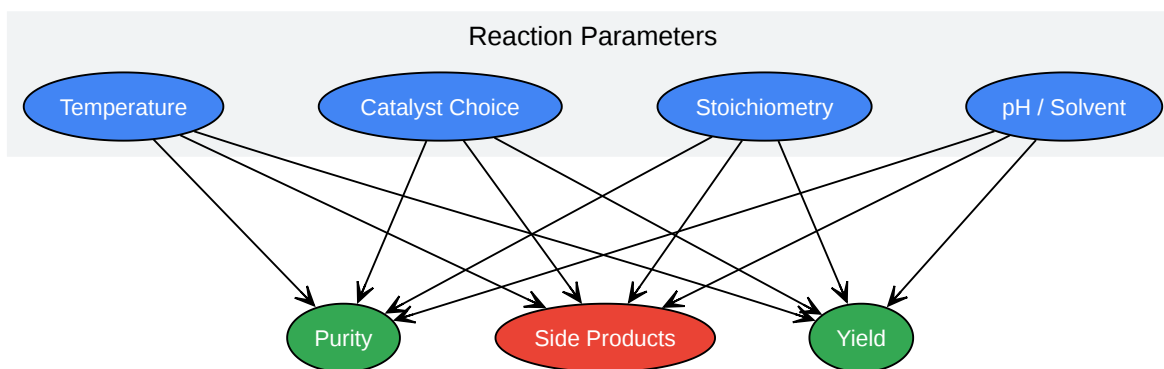 Reaction Parameters
Temperature
Catalyst Choice
Stoichiometry
pH / Solvent
Purity
Side Products
Yield